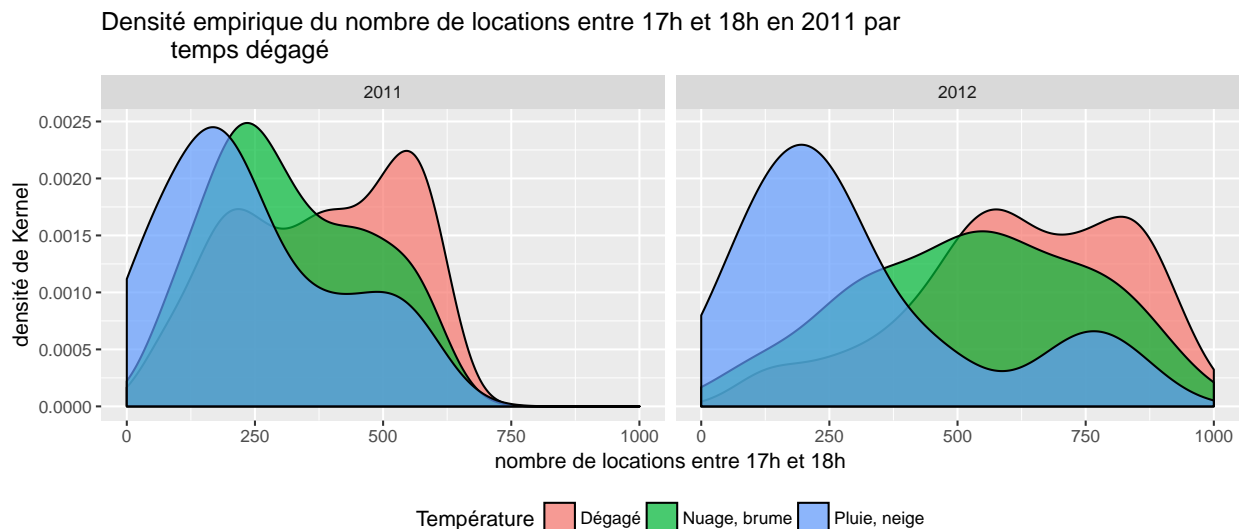 Densité empirique du nombre de locations entre 17h et 18h en 2011 par
temps dégagé
2011
2012
densité de Kernel
0.0025
0.0020
0.0015
0.0010
0.0005
0.0000
0 250 500 750 1000
0 250 500 750 1000
nombre de locations entre 17h et 18h
Température Dégagé Nuage, brume Pluie, neige